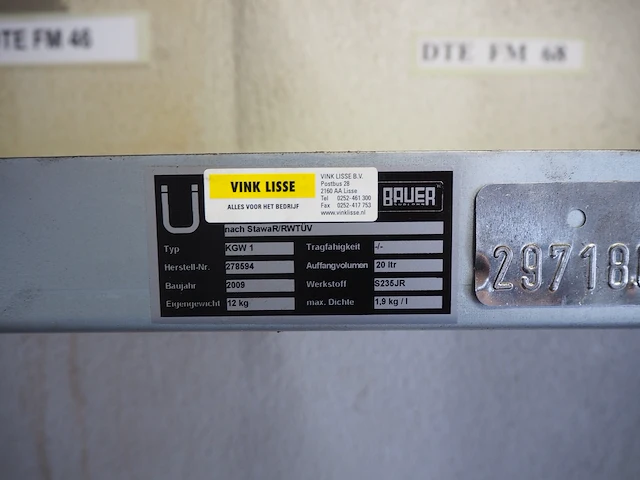 TE FM 46
DTE FM 68
VINK LISSE
ALLES VOOR HET BEDRIJF
VINK LISSE B.V.
Postbus 28
2160 AA Lisse
Tel 0252-461 300
Fax 0252-417 753
www.vinklisse.nl
Ü
BAUER
nach StawaR/RWTÜV
Typ KGW 1 Tragfähigkeit -/-
Herstell-Nr. 278594 Auffangvolumen 20 ltr
Baujahr 2009 Werkstoff S235JR
Eigengewicht 12 kg max. Dichte 1,9 kg / l
29718